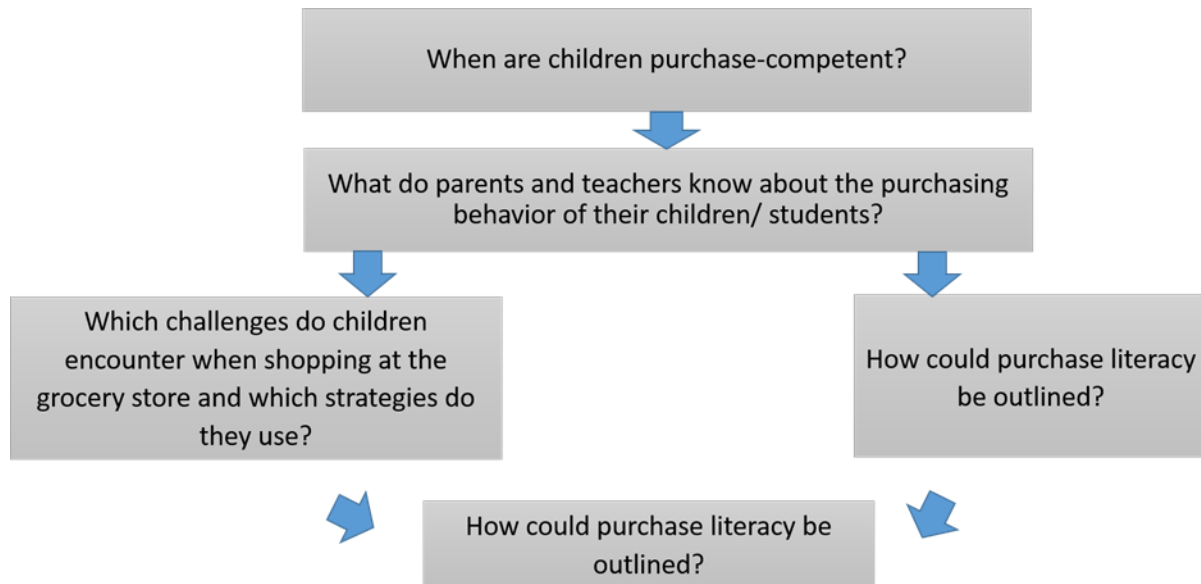 When are children purchase-competent?
What do parents and teachers know about the purchasing
behavior of their children/ students?
Which challenges do children
encounter when shopping at the
grocery store and which strategies do
they use?
How could purchase literacy
be outlined?
How could purchase literacy be
outlined?